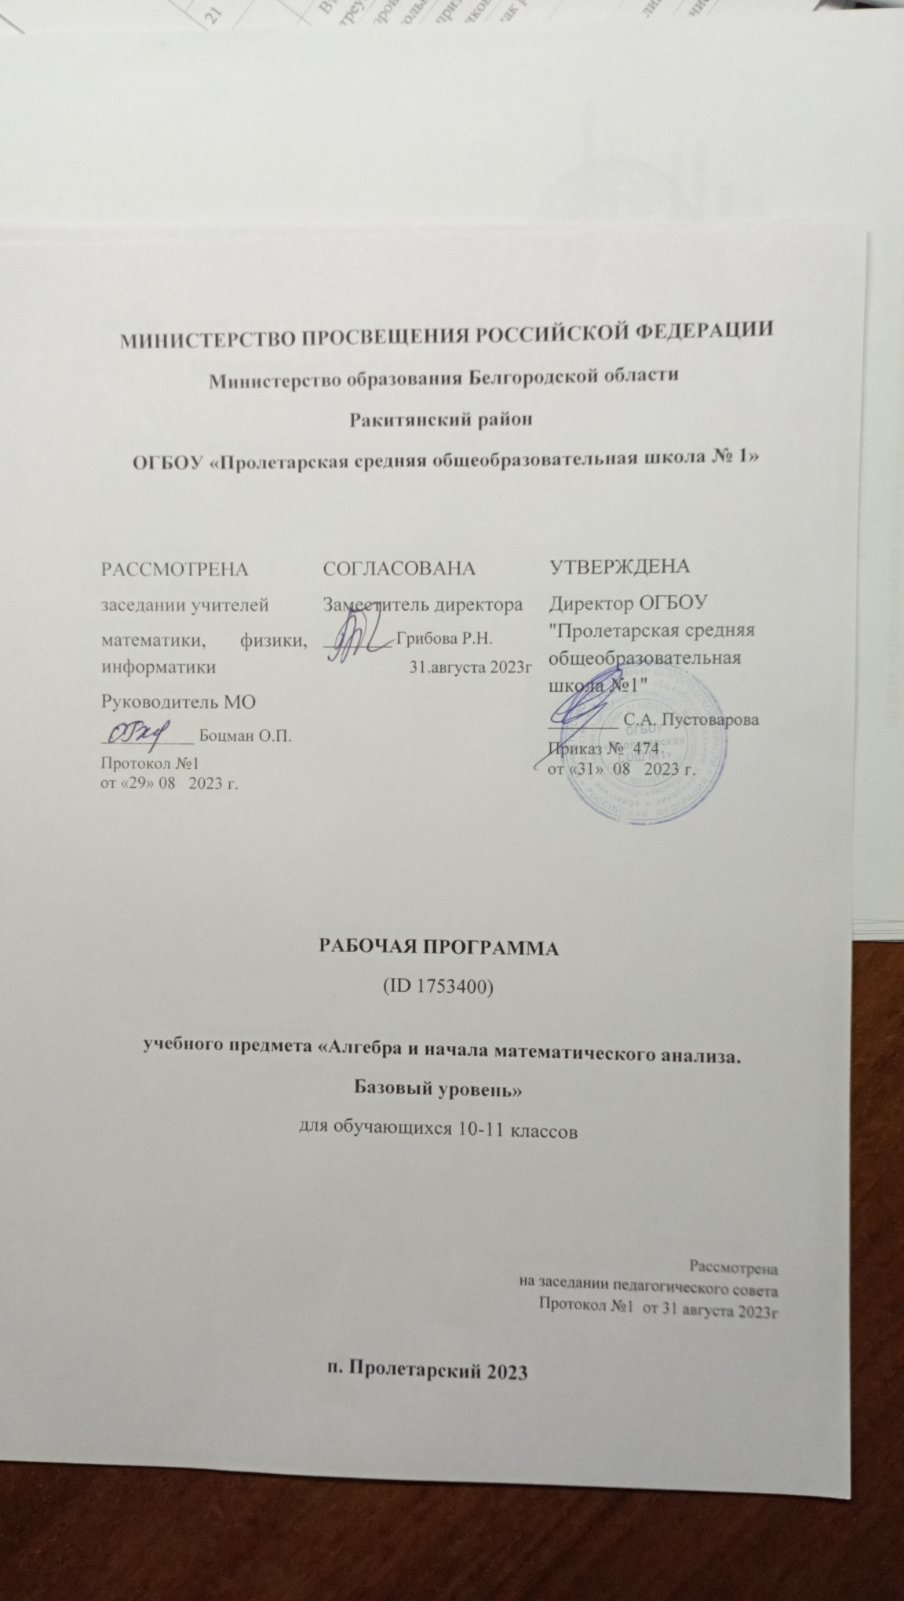 21
МИНИСТЕРСТВО ПРОСВЕЩЕНИЯ РОССИЙСКОЙ ФЕДЕРАЦИИ
Министерство образования Белгородской области
Ракитянский район
ОГБОУ «Пролетарская средняя общеобразовательная школа № 1»
РАССМОТРЕНА
заседании учителей
математики, физики,
информатики
Руководитель МО
Боцман О.П.
Протокол №1
от «29» 08 2023 г.
СОГЛАСОВАНА
Заместитель директора
Грибова Р.Н.
31.августа 2023г
УТВЕРЖДЕНА
Директор ОГБОУ
"Пролетарская средняя
общеобразовательная
школа №1"
С.А. Пустоварова
Приказ № 474
от «31» 08 2023 г.
РАБОЧАЯ ПРОГРАММА
(ID 1753400)
учебного предмета «Алгебра и начала математического анализа.
Базовый уровень»
для обучающихся 10-11 классов
Рассмотрена
на заседании педагогического совета
Протокол №1 от 31 августа 2023г
п. Пролетарский 2023